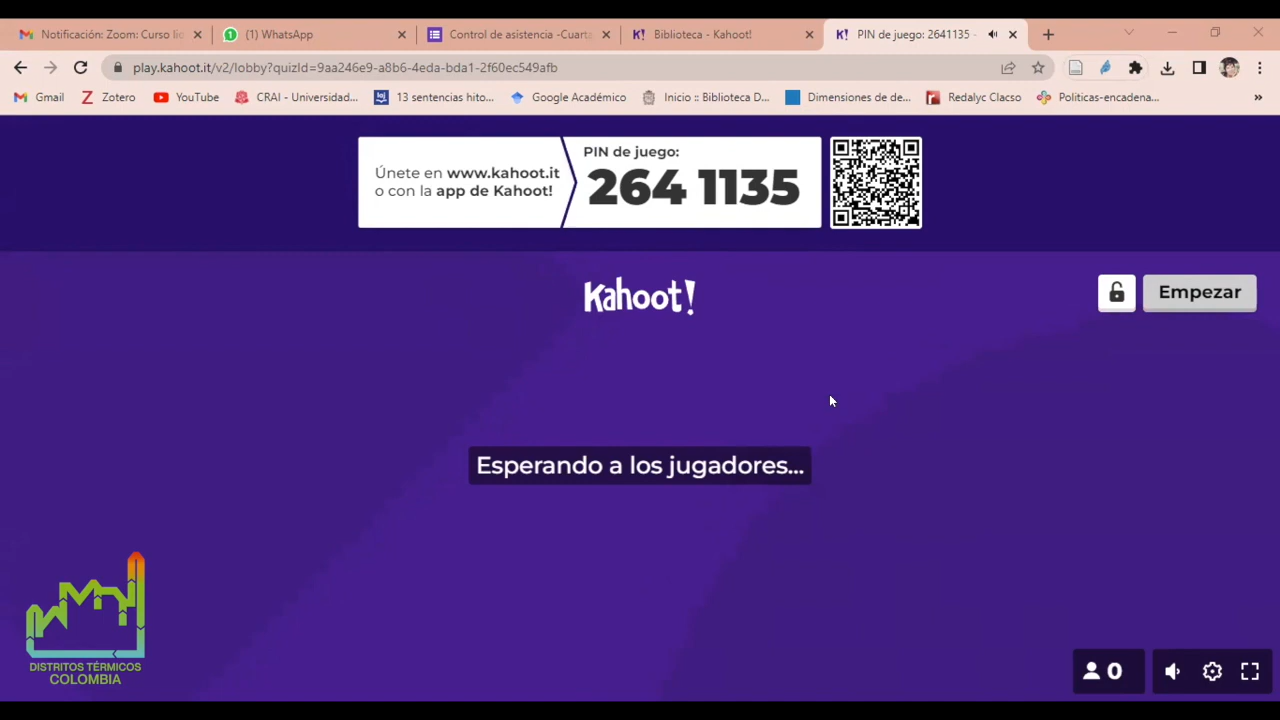 Notificación: Zoom: Curso lic
(1) WhatsApp
Control de asistencia -Cuarta
Biblioteca - Kahoot!
PIN de juego: 2641135 -
play.kahoot.it/v2/lobby?quizId=9aa246e9-a8b6-4eda-bda1-2f60ec549afb
Gmail
Zotero
YouTube
CRAI - Universidad...
13 sentencias hito...
Google Académico
Inicio :: Biblioteca D...
Dimensiones de de...
Redalyc Clacso
Politicas-encadena...
»
Únete en www.kahoot.it
o con la app de Kahoot!
PIN de juego:
264 1135
Kahoot!
Empezar
Esperando a los jugadores...
DISTRITOS TÉRMICOS
COLOMBIA
0